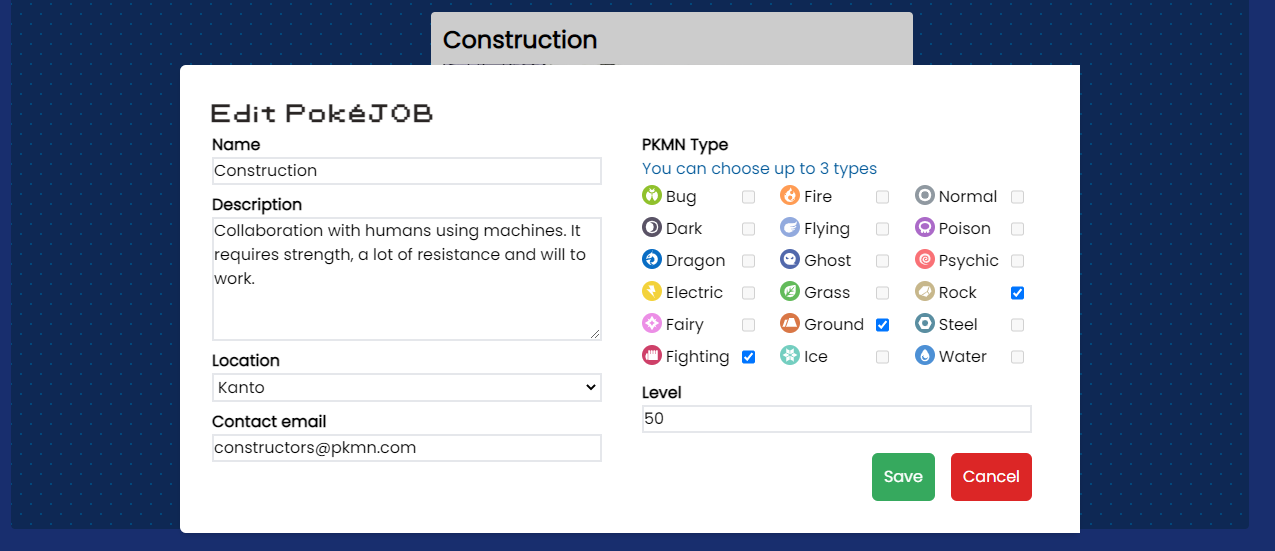 Construction
Edit PokéJOB
Name
Construction
Description
Collaboration with humans using machines. It
requires strength, a lot of resistance and will to
work.
Location
Kanto
Contact email
constructors@pkmn.com
PKMN Type
You can choose up to 3 types
Bug Fire Normal
Dark Flying Poison
Dragon Ghost Psychic
Electric Grass Rock
Fairy Ground Steel
Fighting Ice Water
Level
50
Save Cancel